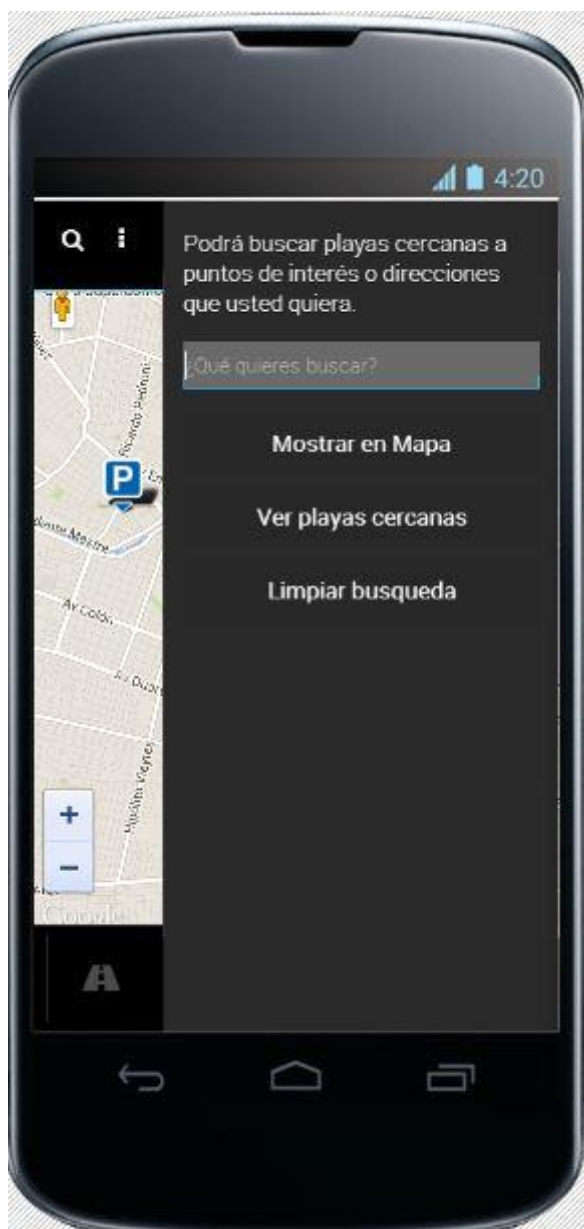 4:20
Podrá buscar playas cercanas a
puntos de interés o direcciones
que usted quiera.
¿Qué quieres buscar?
Mostrar en Mapa
Ver playas cercanas
Limpiar busqueda
P
Mestre
Av Colón
+
−
Google